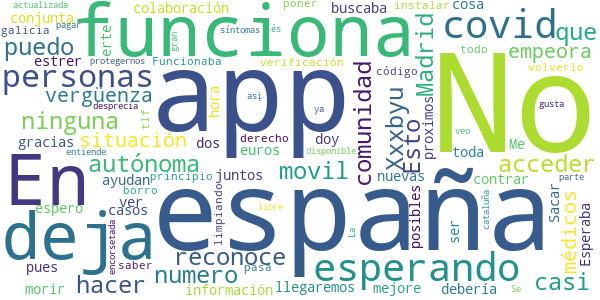 actualizada
conjunta
galicia
pagar
erte
colaboración
síntomas
gran
és
funciona
poner
buscaba
instalar
cosa
covid
que
puedo
estrer
protegernos
Funcionaba
verificación
todo
volverlo
empeora
personas
vergüenza
desprecia
ninguna
app
así
ya
comunidad
Xxxbyu
código
Esto
Madrid
proximos
No
gusta
gracias
situación
tlf
hora
dos
derecho
doy
Me
veo
toda
entiende
autónoma
euros
disponible
movil
acceder
En
ayudan
principio
juntos
nuevas
contrar
parte
espero
borro
casos
ver
limpiando
libre
españa
posibles
cataluña
ser
Sacar
médicos
Esperaba
deja
pues
saber
encorsetada
reconoce
pasa
La
esperando
morir
hacer
numero
información
llegaremos
mejore
debería
Se
casi